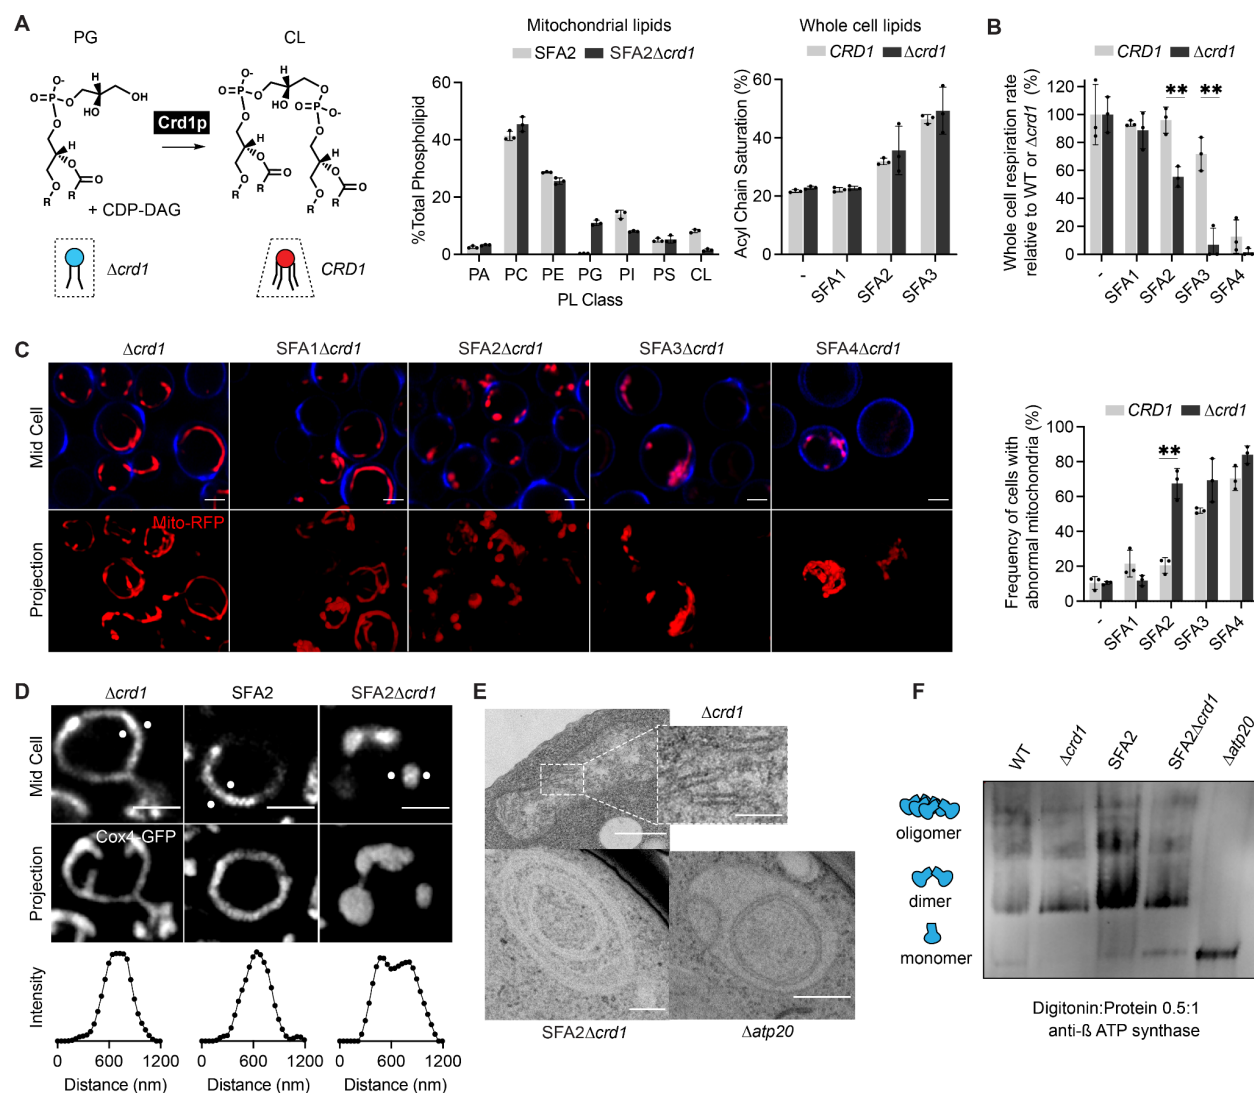 A
PG
CL
O-
P
O
O
O
H
OH
OH
Crd1p
H
O
O
O
R
R
+ CDP-DAG
Δcrd1
CRD1
Mitochondrial lipids
SFA2 SFA2Δcrd1
%Total Phospholipid
60
40
20
0
PA PC PE PG PI PS CL
PL Class
Whole cell lipids
CRD1 Δcrd1
Acyl Chain Saturation (%)
60
40
20
0
- SFA1 SFA2 SFA3
B
CRD1 Δcrd1
Whole cell respiration rate
relative to WT or Δcrd1 (%)
120
100
80
60
40
20
0
** **
- SFA1 SFA2 SFA3 SFA4
C
Δcrd1 SFA1Δcrd1 SFA2Δcrd1 SFA3Δcrd1 SFA4Δcrd1
Mid Cell
Projection
Mito-RFP
CRD1 Δcrd1
Frequency of cells with
abnormal mitochondria (%)
100
80
60
40
20
0
**
- SFA1 SFA2 SFA3 SFA4
D
Δcrd1 SFA2 SFA2Δcrd1
Mid Cell
Projection
Cox4-GFP
Intensity
0 600 1200 0 600 1200 0 600 1200
Distance (nm) Distance (nm) Distance (nm)
E
Δcrd1
SFA2Δcrd1 Δatp20
F
WT Δcrd1 SFA2 SFA2Δcrd1 Δatp20
oligomer
dimer
monomer
Digitonin:Protein 0.5:1
anti-ß ATP synthase